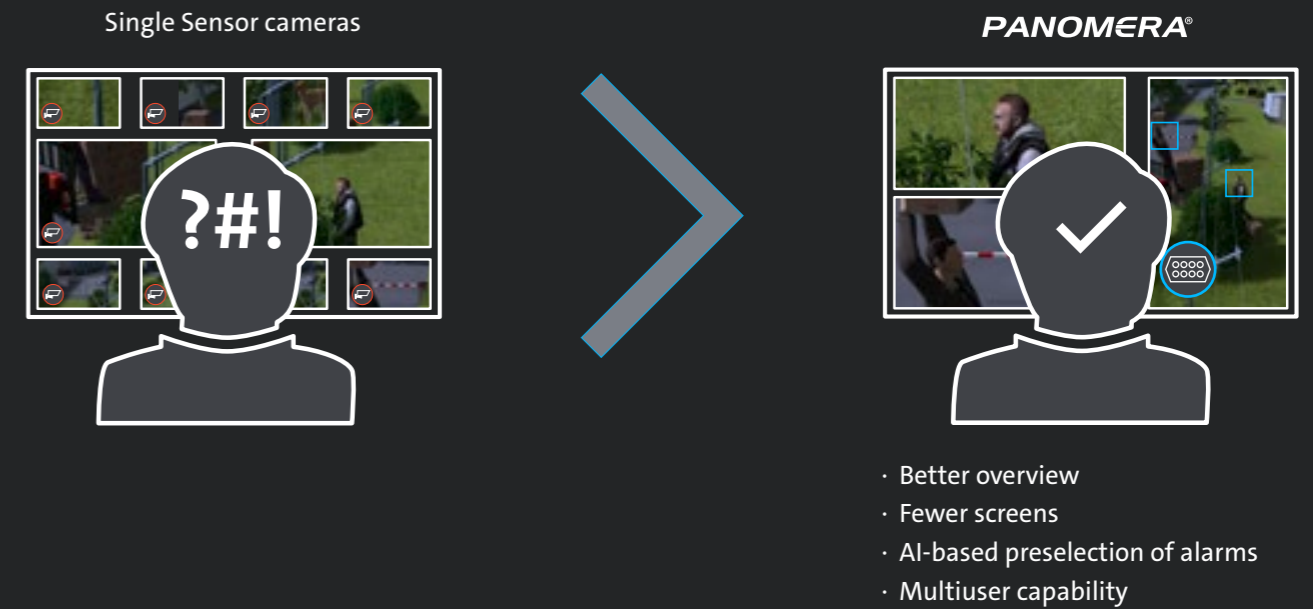 Single Sensor cameras
PANOMERA®
?#!
· Better overview
· Fewer screens
· AI-based preselection of alarms
· Multiuser capability